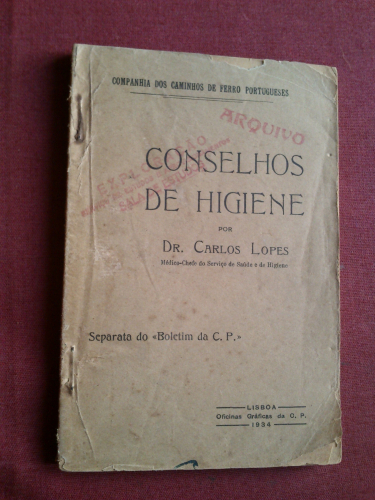 COMPANHIA DOS CAMINHOS DE FERRO PORTUGUESES
ARQUIVO
CONSELHOS
DE HIGIENE
POR
DR. CARLOS LOPES
Médico-Chefe do Serviço de Saúde e de Higiene
Separata do «Boletim da C. P.»
LISBOA
Oficinas Gráficas da C. P.
1934